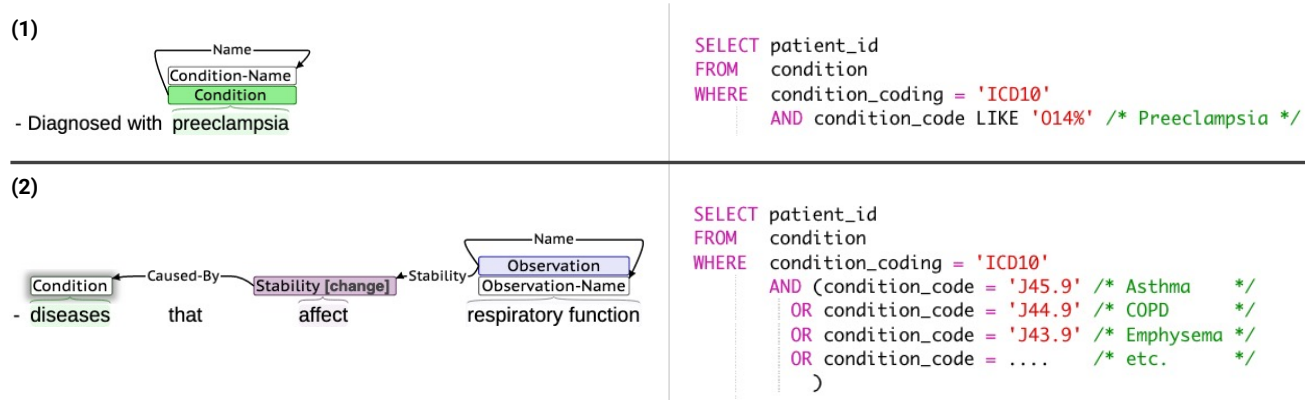 (1)
Name
Condition-Name
Condition
- Diagnosed with preeclampsia
SELECT patient_id
FROM condition
WHERE condition_coding = 'ICD10'
AND condition_code LIKE 'O14%' /* Preeclampsia */
(2)
Name
Caused-By
Stability
Observation
Condition
Stability [change]
Observation-Name
- diseases that affect respiratory function
SELECT patient_id
FROM condition
WHERE condition_coding = 'ICD10'
AND (condition_code = 'J45.9' /* Asthma */
OR condition_code = 'J44.9' /* COPD */
OR condition_code = 'J43.9' /* Emphysema */
OR condition_code = .... /* etc. */
)